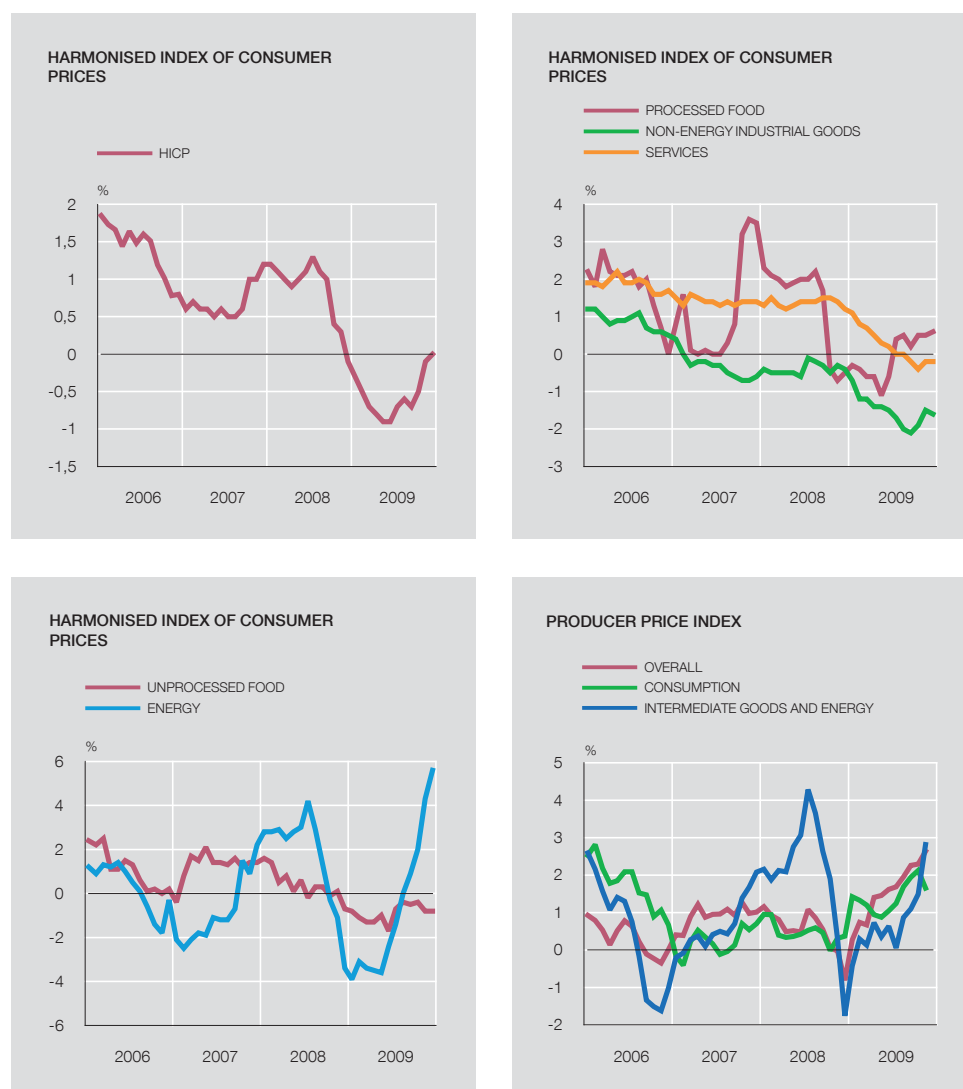 HARMONISED INDEX OF CONSUMER
PRICES
HICP
%
2
1,5
1
0,5
0
-0,5
-1
-1,5
2006 2007 2008 2009
HARMONISED INDEX OF CONSUMER
PRICES
PROCESSED FOOD
NON-ENERGY INDUSTRIAL GOODS
SERVICES
%
4
3
2
1
0
-1
-2
-3
2006 2007 2008 2009
HARMONISED INDEX OF CONSUMER
PRICES
UNPROCESSED FOOD
ENERGY
%
6
4
2
0
-2
-4
-6
2006 2007 2008 2009
PRODUCER PRICE INDEX
OVERALL
CONSUMPTION
INTERMEDIATE GOODS AND ENERGY
%
5
4
3
2
1
0
-1
-2
2006 2007 2008 2009